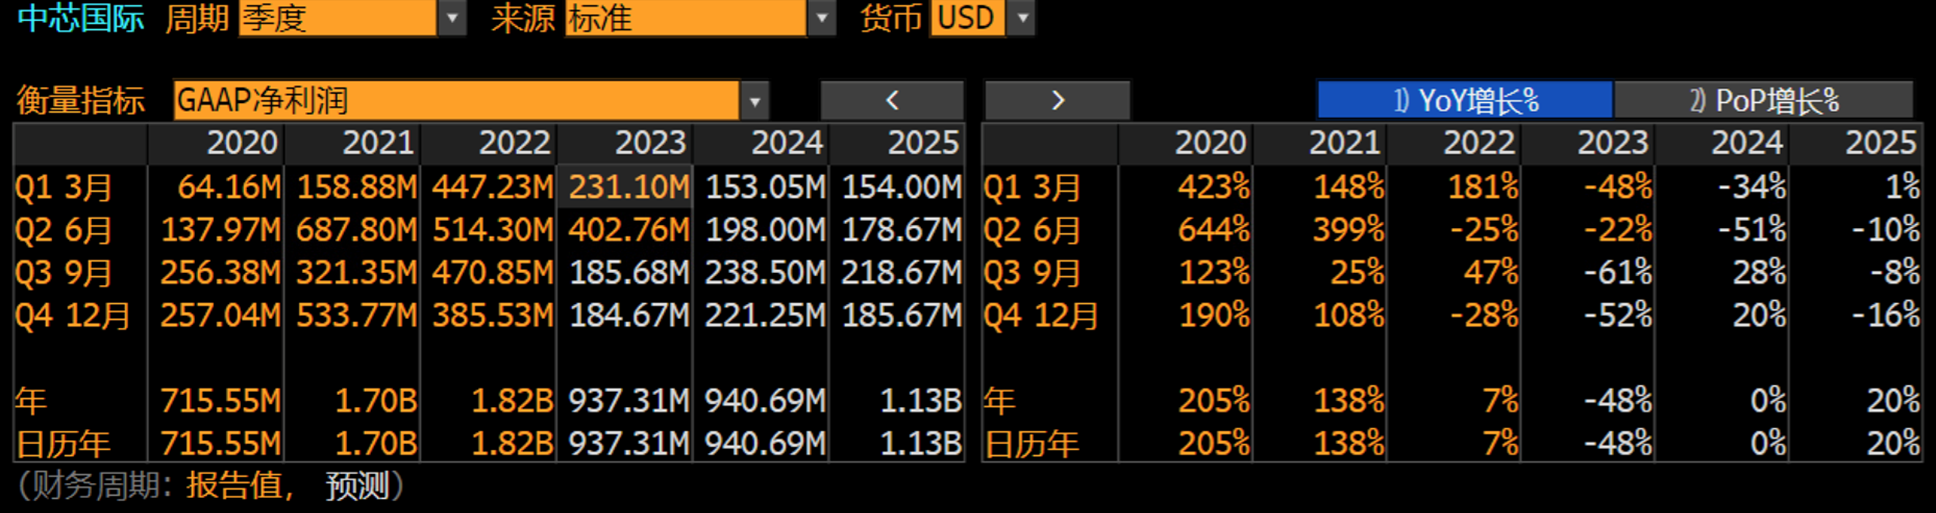 中芯国际 周期 季度 来源 标准 货币 USD
衡量指标 GAAP净利润 < > 1) YoY增长% 2) PoP增长%
2020 2021 2022 2023 2024 2025 2020 2021 2022 2023 2024 2025
Q1 3月 64.16M 158.88M 447.23M 231.10M 153.05M 154.00M Q1 3月 423% 148% 181% -48% -34% 1%
Q2 6月 137.97M 687.80M 514.30M 402.76M 198.00M 178.67M Q2 6月 644% 399% -25% -22% -51% -10%
Q3 9月 256.38M 321.35M 470.85M 185.68M 238.50M 218.67M Q3 9月 123% 25% 47% -61% 28% -8%
Q4 12月 257.04M 533.77M 385.53M 184.67M 221.25M 185.67M Q4 12月 190% 108% -28% -52% 20% -16%
年 715.55M 1.70B 1.82B 937.31M 940.69M 1.13B 年 205% 138% 7% -48% 0% 20%
日历年 715.55M 1.70B 1.82B 937.31M 940.69M 1.13B 日历年 205% 138% 7% -48% 0% 20%
(财务周期：报告值， 预测)